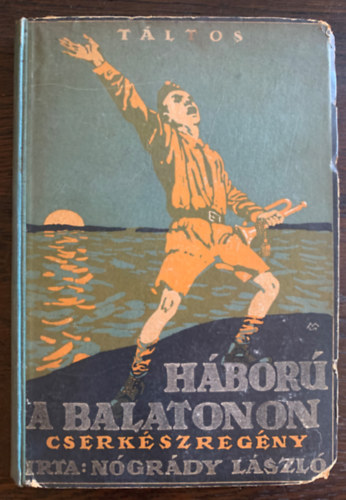 TÁLTOS
HÁBORÚ
A BALATONON
CSERKÉSZREGÉNY
IRTA: NÓGRÁDY LÁSZLÓ